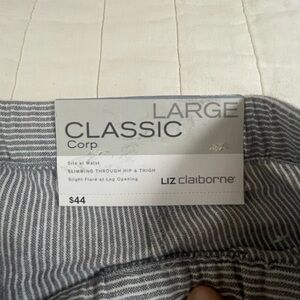 LARGE
CLASSIC
Corp
Sits at Waist
SLIMMING THROUGH HIP & THIGH
Slight Flare at Leg Opening
LIZ claiborne
$44